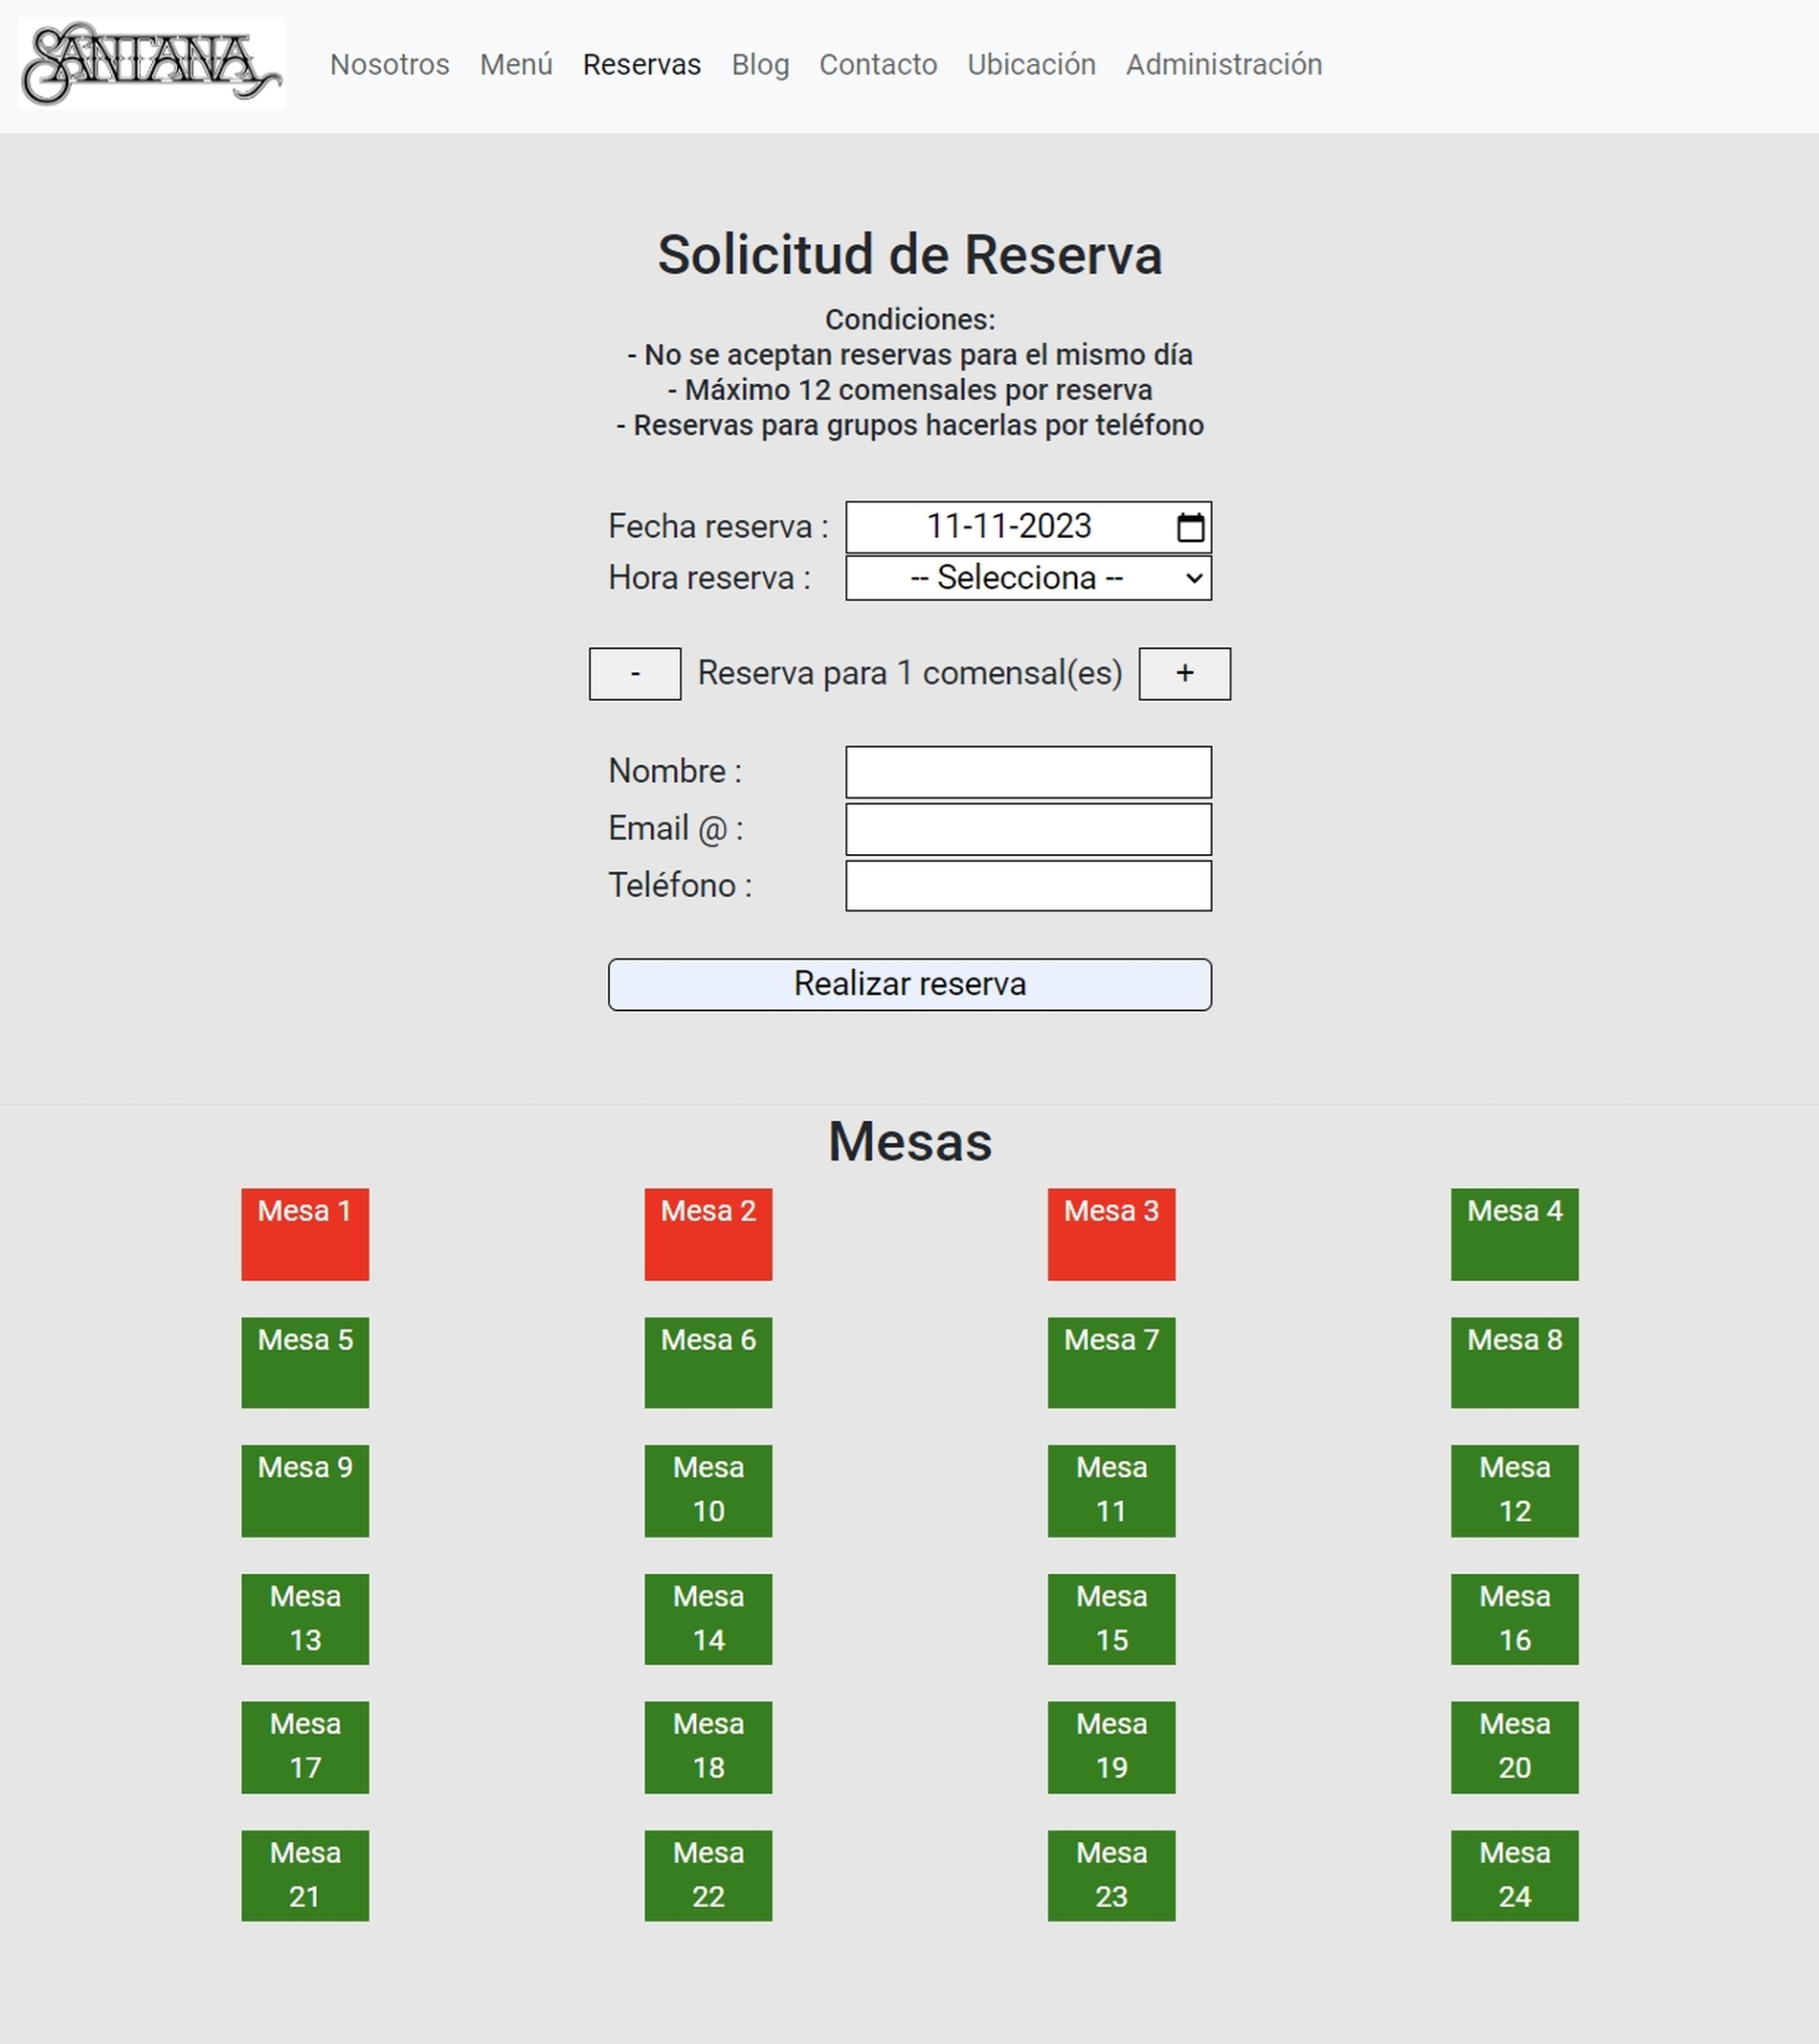 SANTANA
Nosotros Menú Reservas Blog Contacto Ubicación Administración
Solicitud de Reserva
Condiciones:
- No se aceptan reservas para el mismo día
- Máximo 12 comensales por reserva
- Reservas para grupos hacerlas por teléfono
Fecha reserva : 11-11-2023
Hora reserva : -- Selecciona --
- Reserva para 1 comensal(es) +
Nombre :
Email @ :
Teléfono :
Realizar reserva
Mesas
Mesa 1 Mesa 2 Mesa 3 Mesa 4
Mesa 5 Mesa 6 Mesa 7 Mesa 8
Mesa 9 Mesa Mesa Mesa
10 11 12
Mesa Mesa Mesa Mesa
13 14 15 16
Mesa Mesa Mesa Mesa
17 18 19 20
Mesa Mesa Mesa Mesa
21 22 23 24